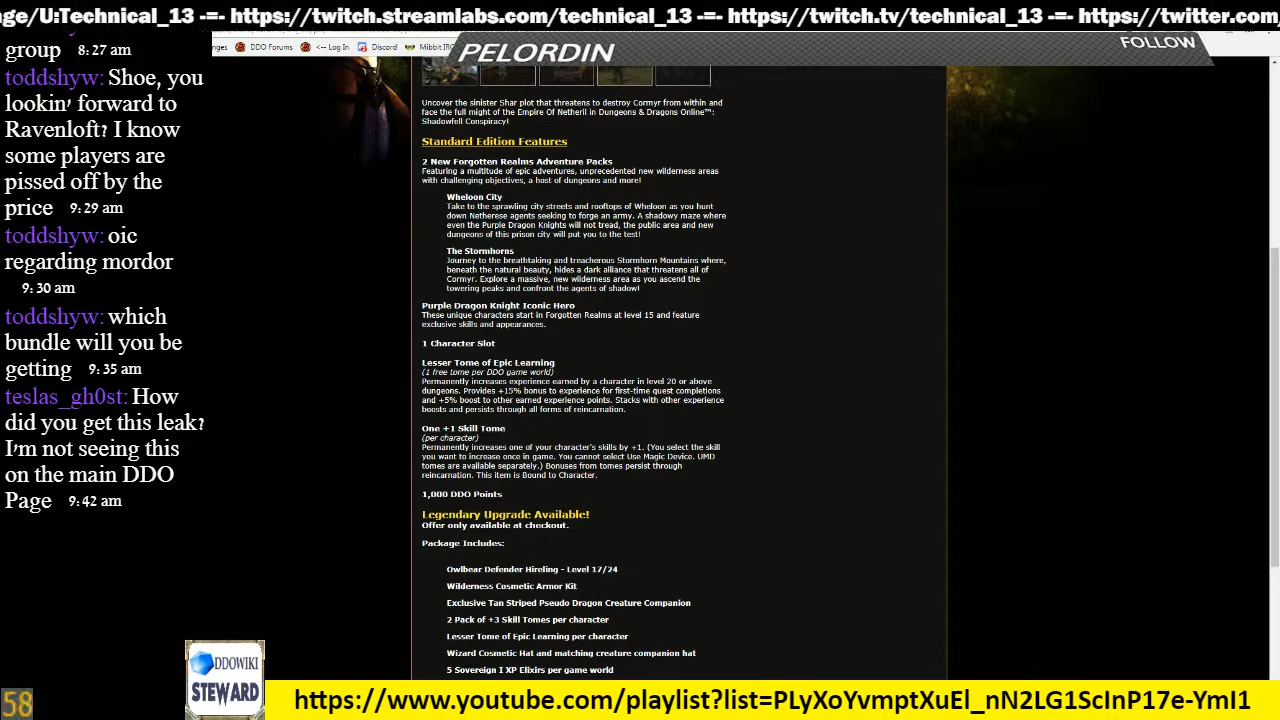 age/U:Technical_13 -=- https://twitch.streamlabs.com/technical_13 -=- https://twitch.tv/technical_13 -=- https://twitter.com
group 8:27 am
toddshyw: Shoe, you
lookin' forward to
Ravenloft? I know
some players are
pissed off by the
price 9:29 am
toddshyw: oic
regarding mordor
9:30 am
toddshyw: which
bundle will you be
getting 9:35 am
teslas_gh0st: How
did you get this leak?
I'm not seeing this
on the main DDO
Page 9:42 am
nges DDO Forums <-- Log In Discord Mibbit IR
PELORDIN
FOLLOW
Uncover the sinister Shar plot that threatens to destroy Cormyr from within and
face the full might of the Empire Of Netheril in Dungeons & Dragons Online™:
Shadowfell Conspiracy!
Standard Edition Features
2 New Forgotten Realms Adventure Packs
Featuring a multitude of epic adventures, unprecedented new wilderness areas
with challenging objectives, a host of dungeons and more!
Wheloon City
Take to the sprawling city streets and rooftops of Wheloon as you hunt
down Netherese agents seeking to forge an army. A shadowy maze where
even the Purple Dragon Knights will not tread, the public area and new
dungeons of this prison city will put you to the test!
The Stormhorns
Journey to the breathtaking and treacherous Stormhorn Mountains where,
beneath the natural beauty, hides a dark alliance that threatens all of
Cormyr. Explore a massive, new wilderness area as you ascend the
towering peaks and confront the agents of shadow!
Purple Dragon Knight Iconic Hero
These unique characters start in Forgotten Realms at level 15 and feature
exclusive skills and appearances.
1 Character Slot
Lesser Tome of Epic Learning
(1 free tome per DDO game world)
Permanently increases experience earned by a character in level 20 or above
dungeons. Provides +15% bonus to experience for first-time quest completions
and +5% boost to other earned experience points. Stacks with other experience
boosts and persists through all forms of reincarnation.
One +1 Skill Tome
(per character)
Permanently increases one of your character's skills by +1. (You select the skill
you want to increase once in game. You cannot select Use Magic Device. UMD
tomes are available separately.) Bonuses from tomes persist through
reincarnation. This item is Bound to Character.
1,000 DDO Points
Legendary Upgrade Available!
Offer only available at checkout.
Package Includes:
Owlbear Defender Hireling - Level 17/24
Wilderness Cosmetic Armor Kit
Exclusive Tan Striped Pseudo Dragon Creature Companion
2 Pack of +3 Skill Tomes per character
Lesser Tome of Epic Learning per character
Wizard Cosmetic Hat and matching creature companion hat
5 Sovereign I XP Elixirs per game world
DDOWIKI
STEWARD
58
https://www.youtube.com/playlist?list=PLyXoYvmptXuEl_nN2LG1ScInP17e-YmI1